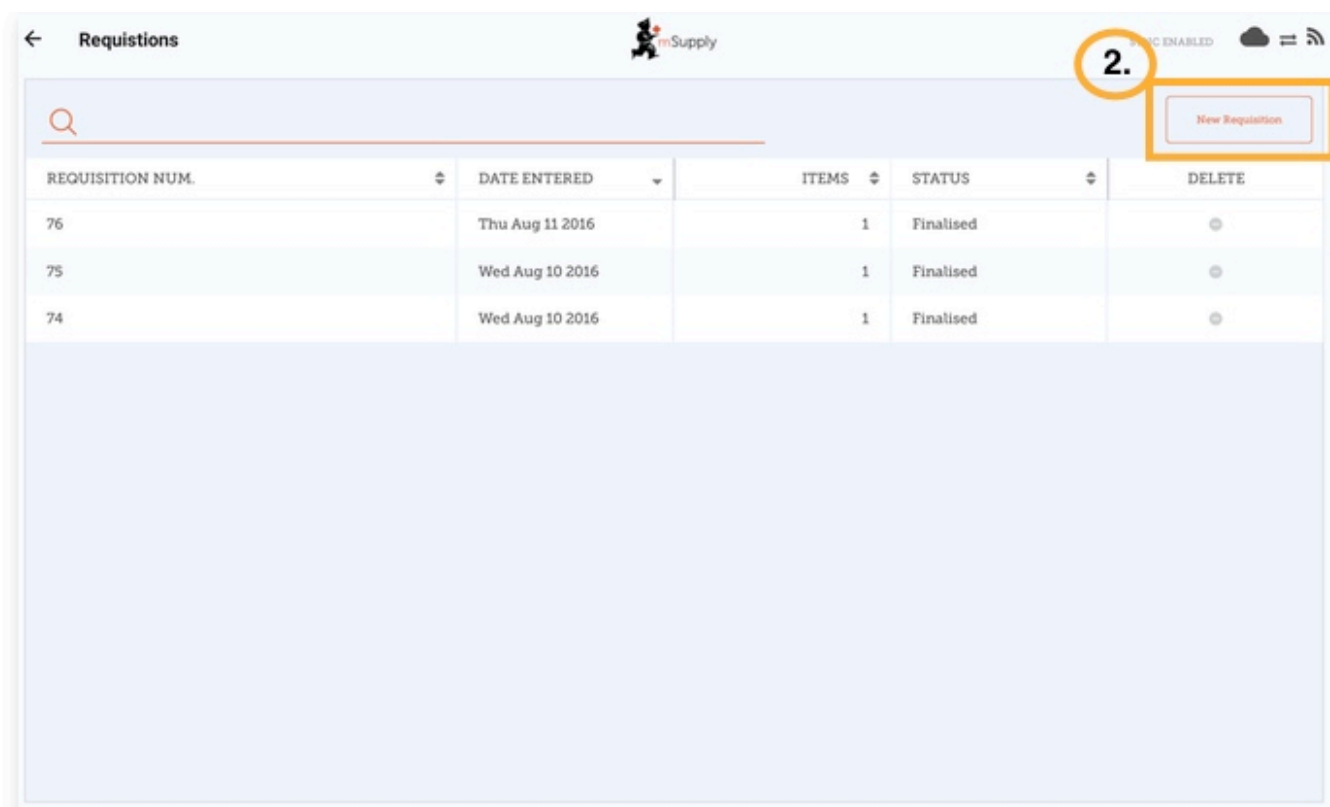 Requistions
mSupply
ENABLED
2.
New Requisition
REQUISITION NUM. DATE ENTERED ITEMS STATUS DELETE
76 Thu Aug 11 2016 1 Finalised
75 Wed Aug 10 2016 1 Finalised
74 Wed Aug 10 2016 1 Finalised